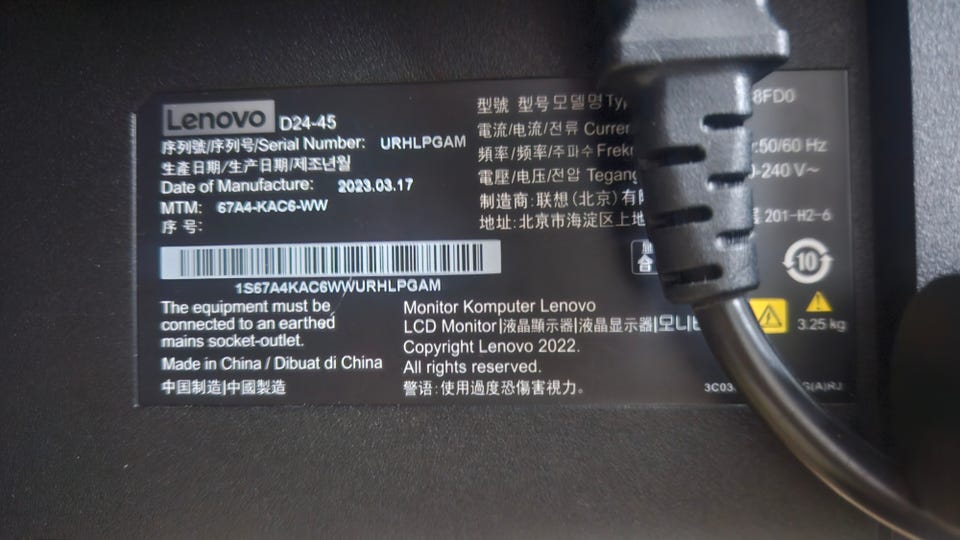 Lenovo D24-45
序列號/序列号/Serial Number: URHLPGAM
生產日期/生产日期/제조년월
Date of Manufacture: 2023.03.17
MTM: 67A4-KAC6-WW
序 号:
1S67A4KAC6WWURHLPGAM
The equipment must be
connected to an earthed
mains socket-outlet.
Made in China / Dibuat di China
中国制造|中國製造
型號 型号 모델명 8FD0
電流/电流/전류
頻率/频率/주파수 :50/60 Hz
電壓/电压/전압 -240 V~
制造商: 联想 (北京) 有
地址: 北京市海淀区上地 201-H2-6
合
10
Monitor Komputer Lenovo
LCD Monitor|液晶顯示器|液晶显示器|모니
Copyright Lenovo 2022.
All rights reserved.
警语: 使用過度恐傷害視力。
3.25 kg
3C03 G(A)RJ